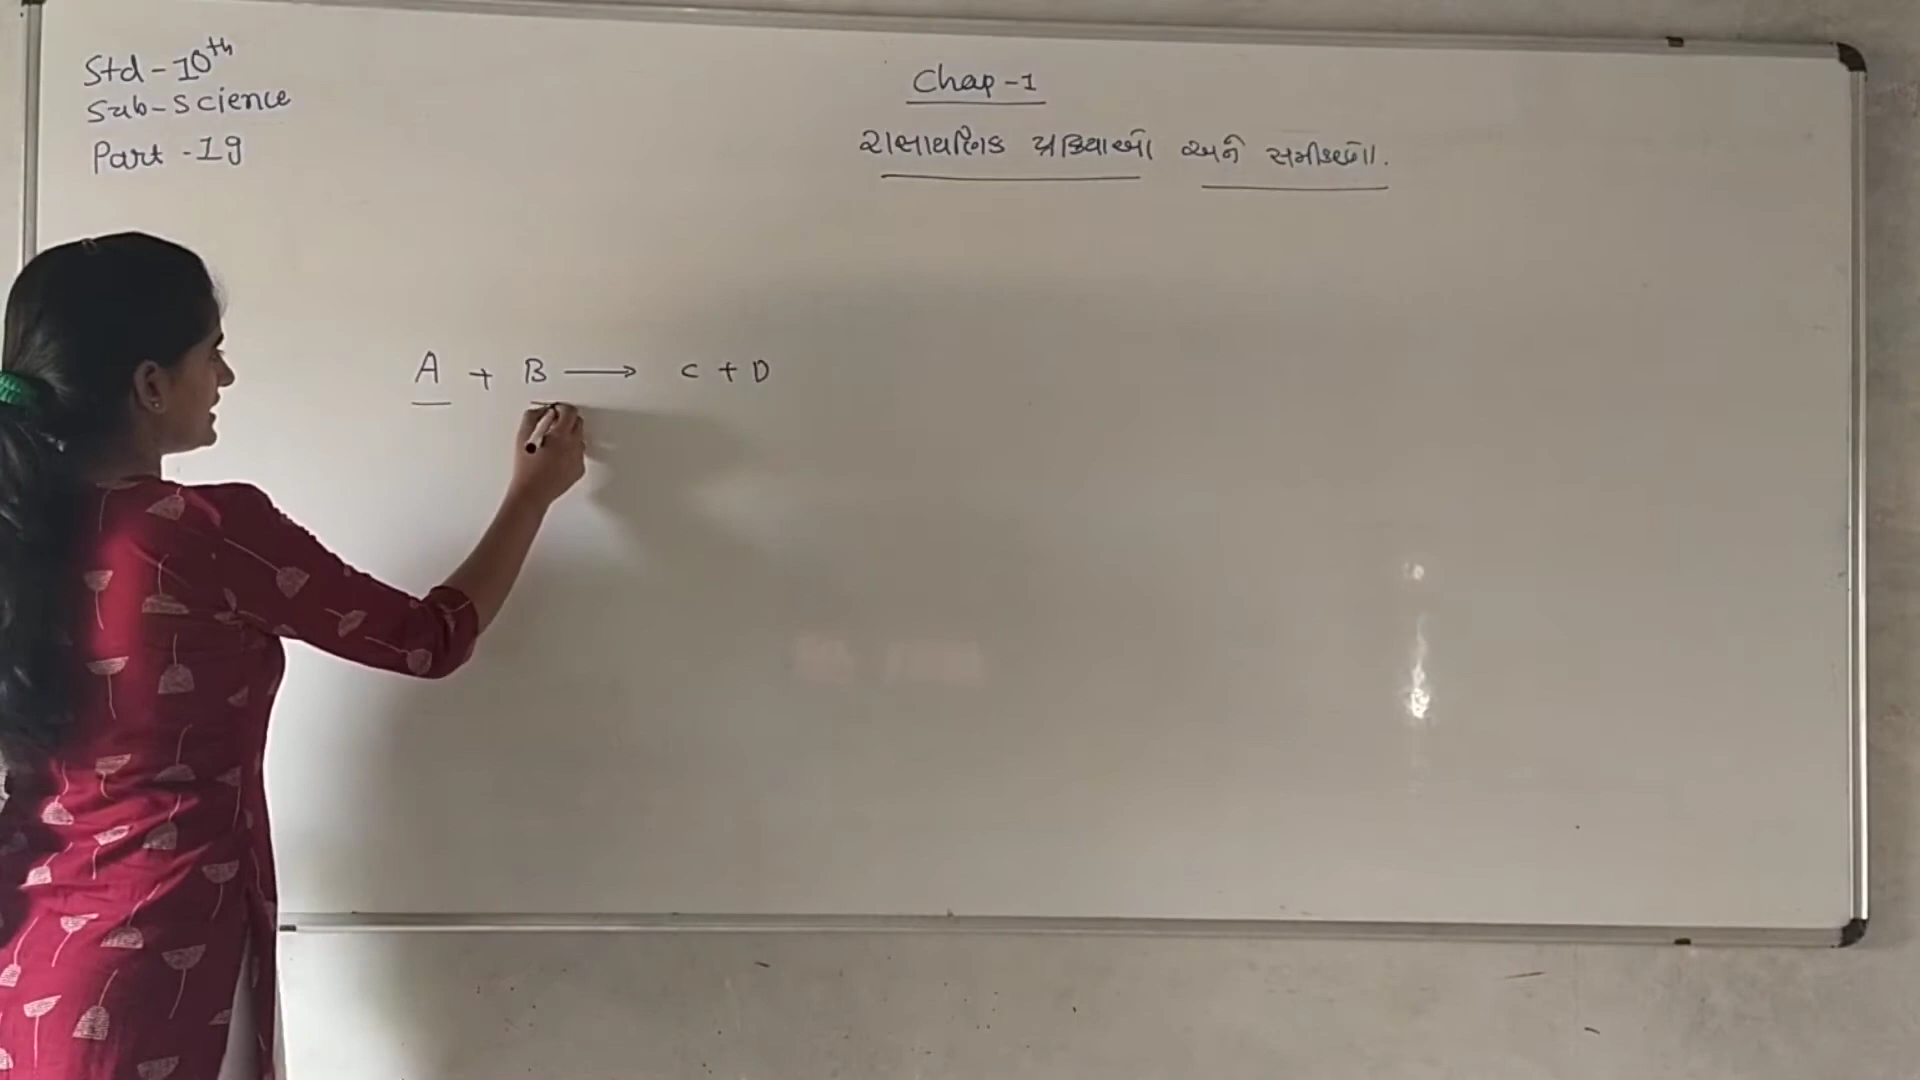 Std - 10th
Sub - Science
Part - 19
Chap - 1
રાસાયણિક પ્રક્રિયાઓ અને સમીકરણો.
A + B ⟶ C + D